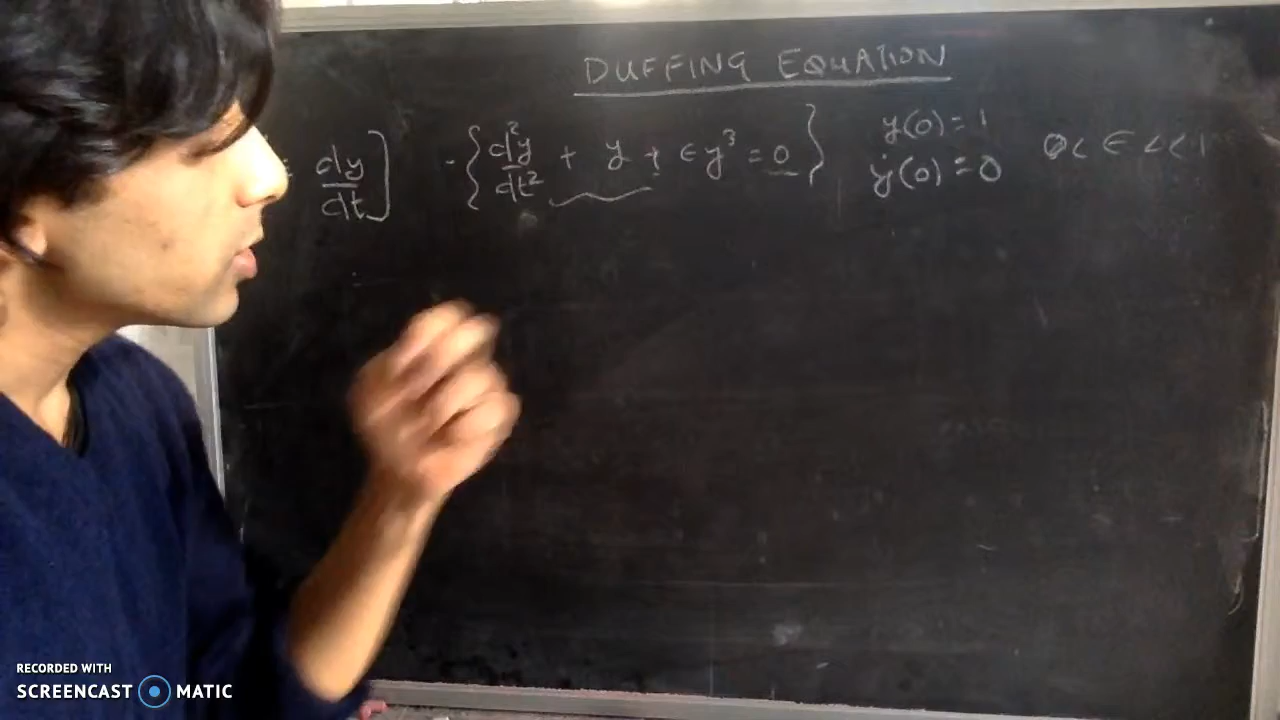 DUFFING EQUATION
= dy/dt ] - { d²y/dt² + y + ϵy³ = 0 } y(0) = 1 0 < ϵ << 1
ẏ(0) = 0
RECORDED WITH
SCREENCAST MATIC